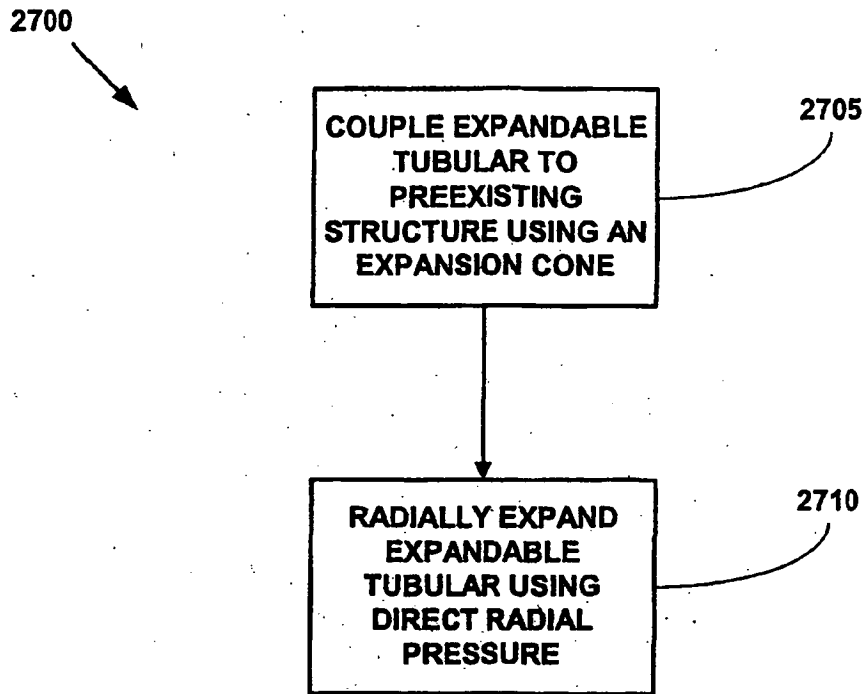 2700
COUPLE EXPANDABLE
TUBULAR TO
PREEXISTING
STRUCTURE USING AN
EXPANSION CONE
2705
RADIALLY EXPAND
EXPANDABLE
TUBULAR USING
DIRECT RADIAL
PRESSURE
2710